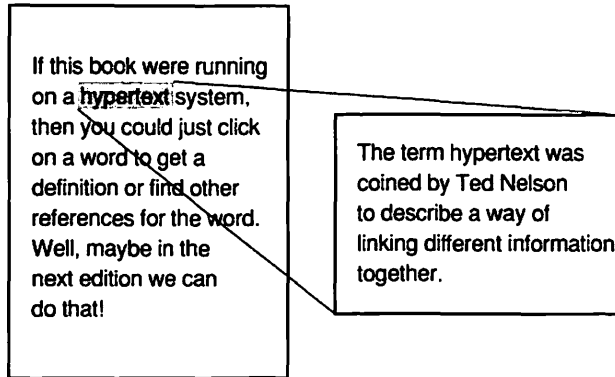 If this book were running
on a hypertext system,
then you could just click
on a word to get a
definition or find other
references for the word.
Well, maybe in the
next edition we can
do that!
The term hypertext was
coined by Ted Nelson
to describe a way of
linking different information
together.